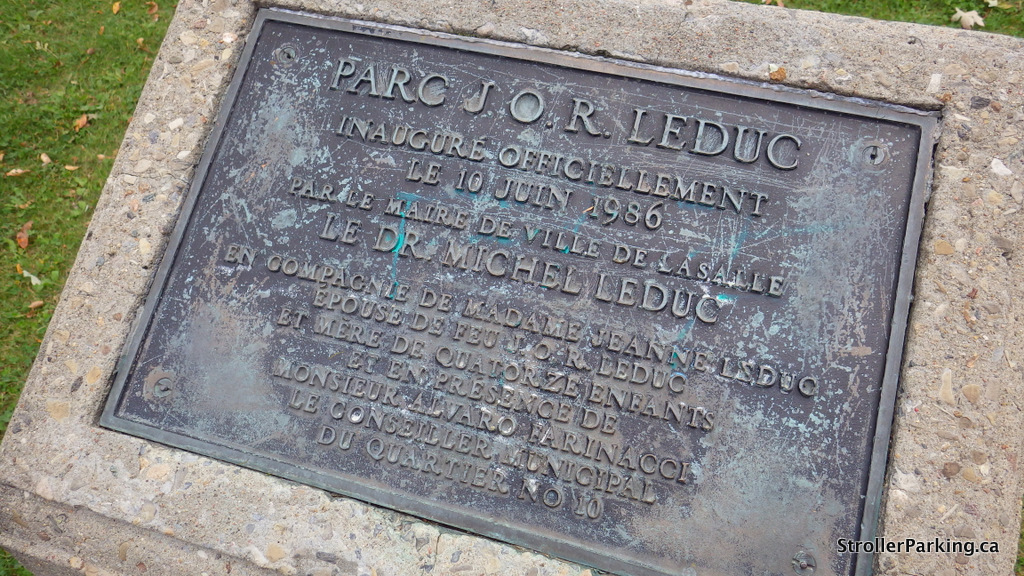 PARC J.O.R. LEDUC
INAUGURÉ OFFICIELLEMENT
LE 10 JUIN 1986
PAR LE MAIRE DE VILLE DE LASALLE
LE DR. MICHEL LEDUC
EN COMPAGNIE DE MADAME JEANNE LEDUC
ÉPOUSE DE FEU J.O.R. LEDUC
ET MÈRE DE QUATORZE ENFANTS
ET EN PRÉSENCE DE
MONSIEUR ALVARO FARINACCI
LE CONSEILLER MUNICIPAL
DU QUARTIER NO 10
StrollerParking.ca